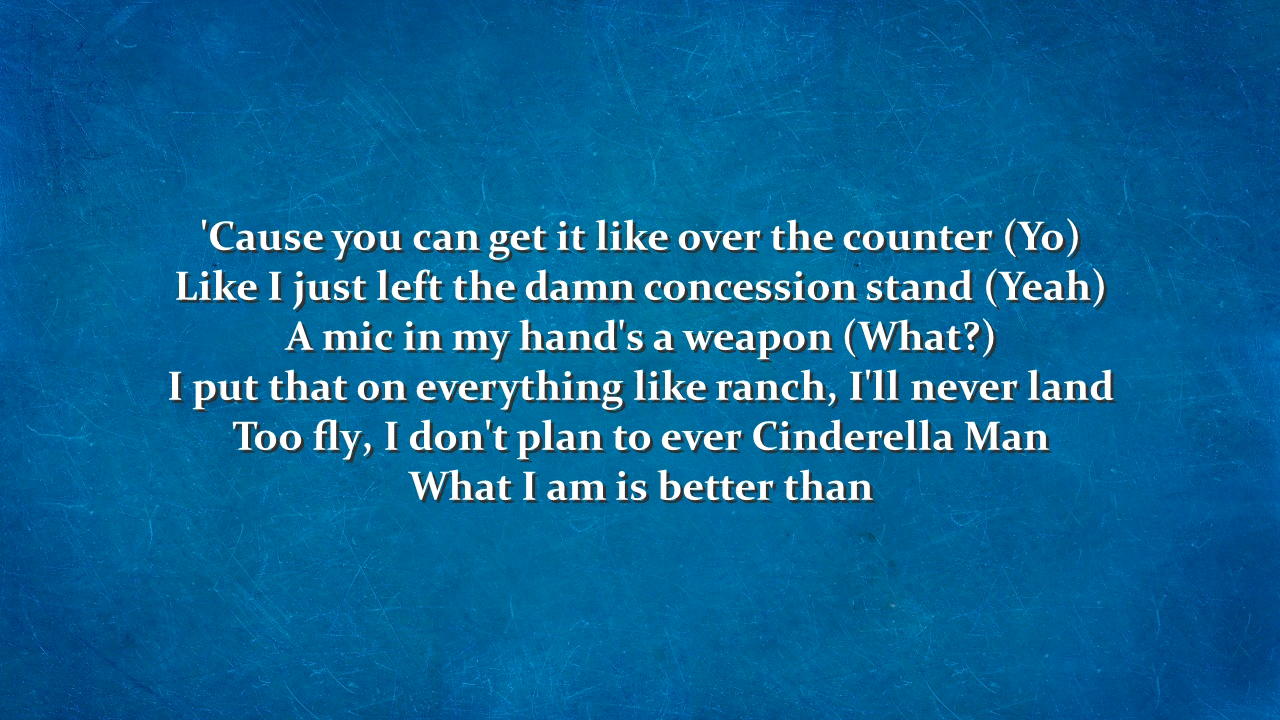 'Cause you can get it like over the counter (Yo)
Like I just left the damn concession stand (Yeah)
A mic in my hand's a weapon (What?)
I put that on everything like ranch, I'll never land
Too fly, I don't plan to ever Cinderella Man
What I am is better than